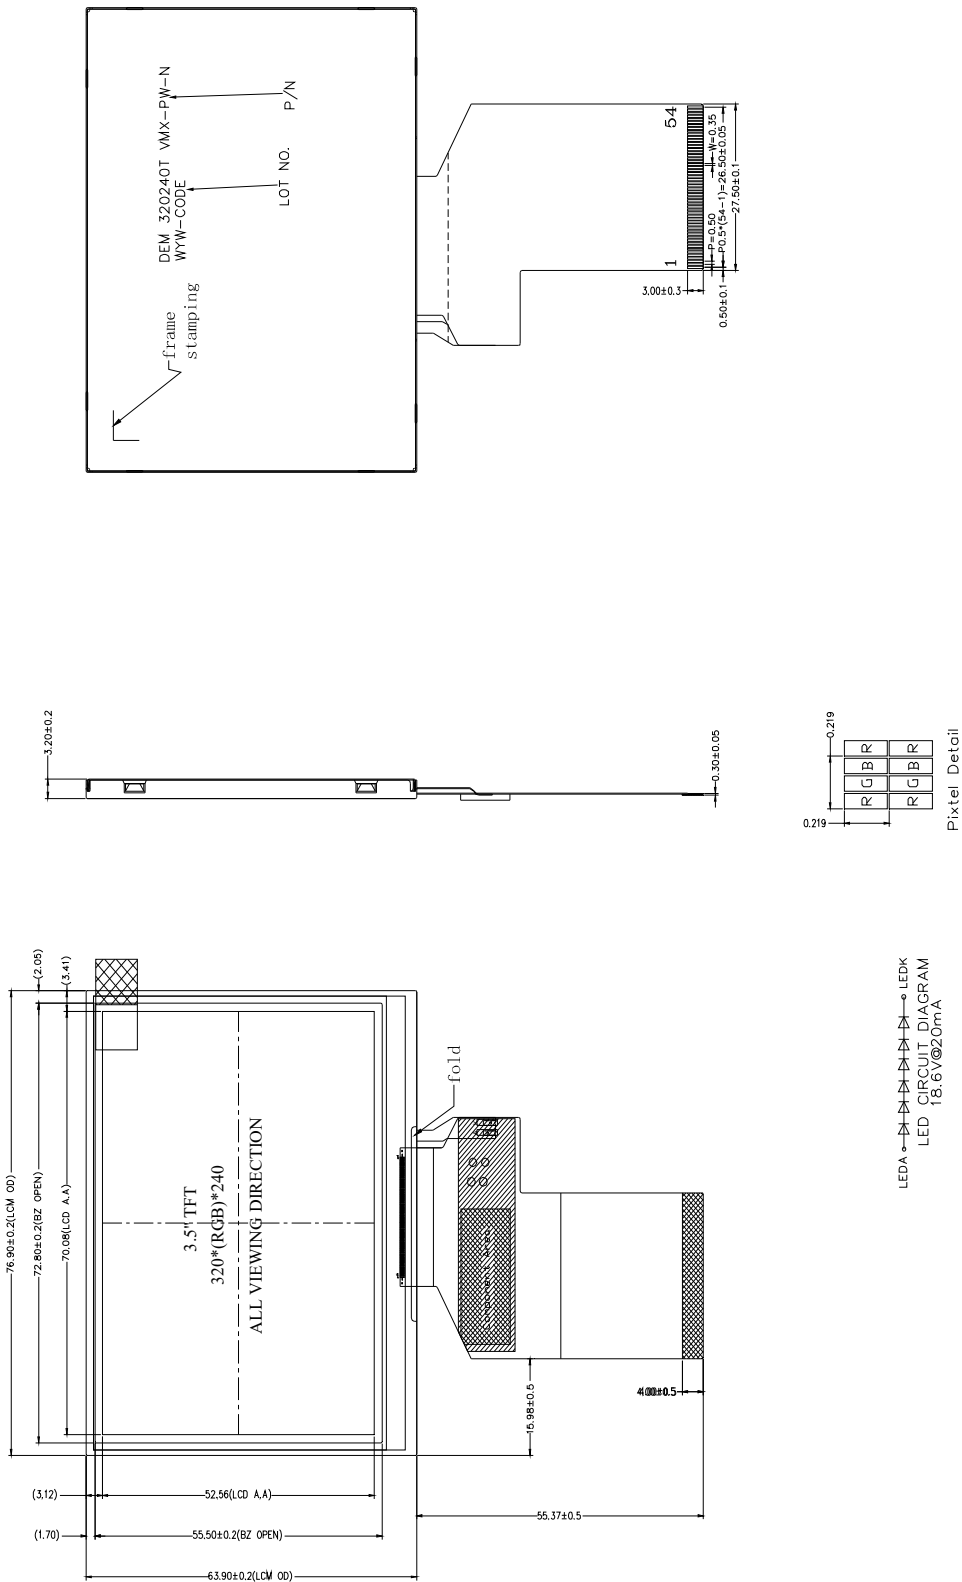 DEM 320240T VMX-PW-N
WYW-CODE
P/N
LOT NO.
frame
stamping
54
1
W=0.35
P=0.50
P0.5*(54-1)=26.50±0.05
27.50±0.1
3.00±0.3
0.50±0.1
3.20±0.2
0.30±0.05
0.219
R G B R
R G B R
0.219
Pixtel Detail
(2.05)
(3.41)
76.90±0.2(LCM OD)
72.80±0.2(BZ OPEN)
70.08(LCD A.A)
3.5" TFT
320*(RGB)*240
ALL VIEWING DIRECTION
fold
Component Area
15.98±0.5
(3.12)
52.56(LCD A.A)
55.37±0.5
(1.70)
55.50±0.2(BZ OPEN)
63.90±0.2(LCM OD)
LEDA
LEDK
LED CIRCUIT DIAGRAM
18.6V@20mA